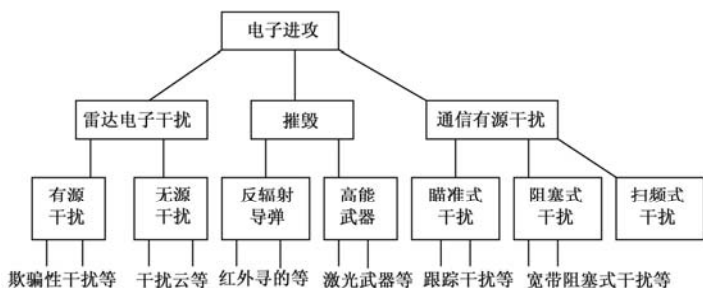 电子进攻
雷达电子干扰
摧毁
通信有源干扰
有源
干扰
无源
干扰
反辐射
导弹
高能
武器
瞄准式
干扰
阻塞式
干扰
扫频式
干扰
欺骗性干扰等
干扰云等
红外寻的等
激光武器等
跟踪干扰等
宽带阻塞式干扰等